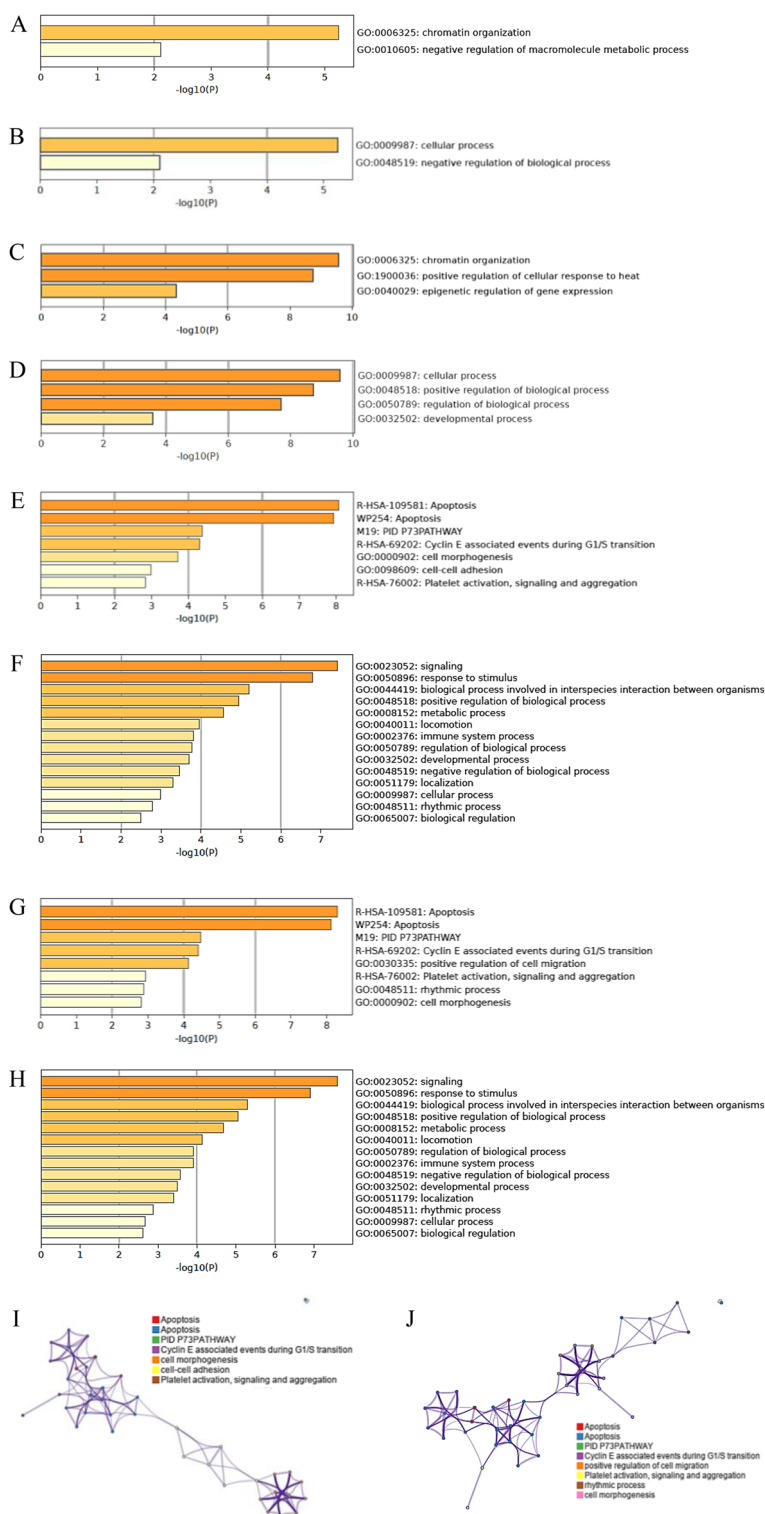 A
GO:0006325: chromatin organization
GO:0010605: negative regulation of macromolecule metabolic process
0 1 2 3 4 5
-log10(P)
B
GO:0009987: cellular process
GO:0048519: negative regulation of biological process
0 1 2 3 4 5
-log10(P)
C
GO:0006325: chromatin organization
GO:1900036: positive regulation of cellular response to heat
GO:0040029: epigenetic regulation of gene expression
0 2 4 6 8 10
-log10(P)
D
GO:0009987: cellular process
GO:0048518: positive regulation of biological process
GO:0050789: regulation of biological process
GO:0032502: developmental process
0 2 4 6 8 10
-log10(P)
E
R-HSA-109581: Apoptosis
WP254: Apoptosis
M19: PID P73PATHWAY
R-HSA-69202: Cyclin E associated events during G1/S transition
GO:0000902: cell morphogenesis
GO:0098609: cell-cell adhesion
R-HSA-76002: Platelet activation, signaling and aggregation
0 1 2 3 4 5 6 7 8
-log10(P)
F
GO:0023052: signaling
GO:0050896: response to stimulus
GO:0044419: biological process involved in interspecies interaction between organisms
GO:0048518: positive regulation of biological process
GO:0008152: metabolic process
GO:0040011: locomotion
GO:0002376: immune system process
GO:0050789: regulation of biological process
GO:0032502: developmental process
GO:0048519: negative regulation of biological process
GO:0051179: localization
GO:0009987: cellular process
GO:0048511: rhythmic process
GO:0065007: biological regulation
0 1 2 3 4 5 6 7
-log10(P)
G
R-HSA-109581: Apoptosis
WP254: Apoptosis
M19: PID P73PATHWAY
R-HSA-69202: Cyclin E associated events during G1/S transition
GO:0030335: positive regulation of cell migration
R-HSA-76002: Platelet activation, signaling and aggregation
GO:0048511: rhythmic process
GO:0000902: cell morphogenesis
0 1 2 3 4 5 6 7 8
-log10(P)
H
GO:0023052: signaling
GO:0050896: response to stimulus
GO:0044419: biological process involved in interspecies interaction between organisms
GO:0048518: positive regulation of biological process
GO:0008152: metabolic process
GO:0040011: locomotion
GO:0050789: regulation of biological process
GO:0002376: immune system process
GO:0048519: negative regulation of biological process
GO:0032502: developmental process
GO:0051179: localization
GO:0048511: rhythmic process
GO:0009987: cellular process
GO:0065007: biological regulation
0 1 2 3 4 5 6 7
-log10(P)
I
Apoptosis
Apoptosis
PID P73PATHWAY
Cyclin E associated events during G1/S transition
cell morphogenesis
cell-cell adhesion
Platelet activation, signaling and aggregation
J
Apoptosis
Apoptosis
PID P73PATHWAY
Cyclin E associated events during G1/S transition
positive regulation of cell migration
Platelet activation, signaling and aggregation
rhythmic process
cell morphogenesis